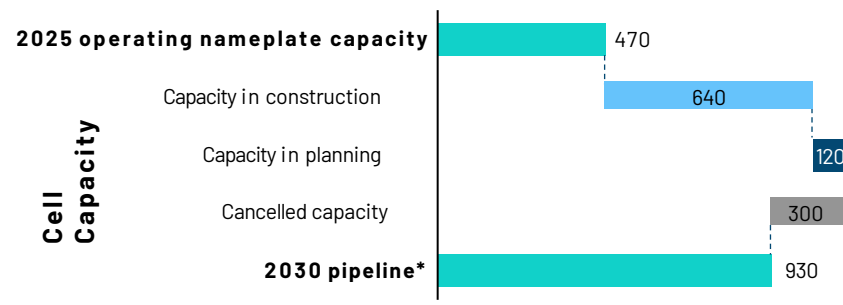 2025 operating nameplate capacity
470
Capacity in construction
640
Cell
Capacity
Capacity in planning
120
Cancelled capacity
300
2030 pipeline*
930